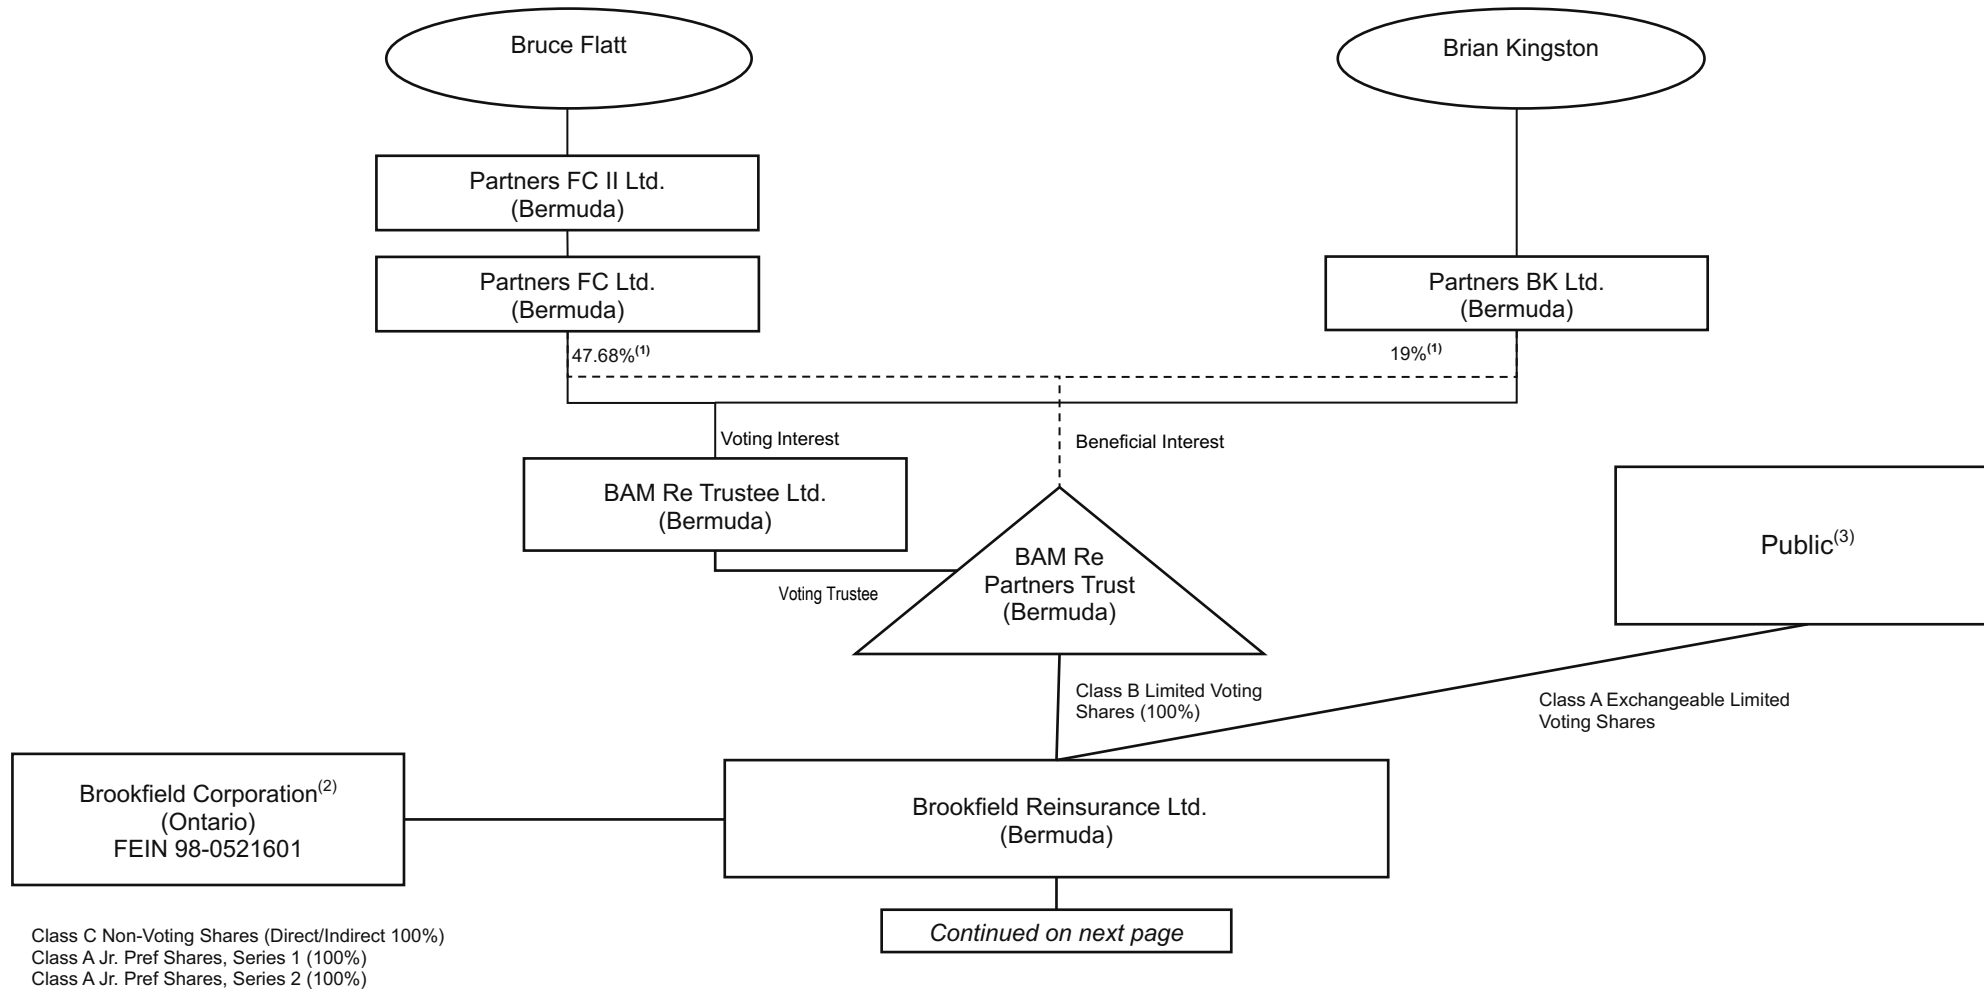 Bruce Flatt
Brian Kingston
Partners FC II Ltd.
(Bermuda)
Partners FC Ltd.
(Bermuda)
Partners BK Ltd.
(Bermuda)
47.68%(1)
19%(1)
Voting Interest
Beneficial Interest
BAM Re Trustee Ltd.
(Bermuda)
Voting Trustee
BAM Re
Partners Trust
(Bermuda)
Public(3)
Class B Limited Voting
Shares (100%)
Class A Exchangeable Limited
Voting Shares
Brookfield Corporation(2)
(Ontario)
FEIN 98-0521601
Brookfield Reinsurance Ltd.
(Bermuda)
Continued on next page
Class C Non-Voting Shares (Direct/Indirect 100%)
Class A Jr. Pref Shares, Series 1 (100%)
Class A Jr. Pref Shares, Series 2 (100%)